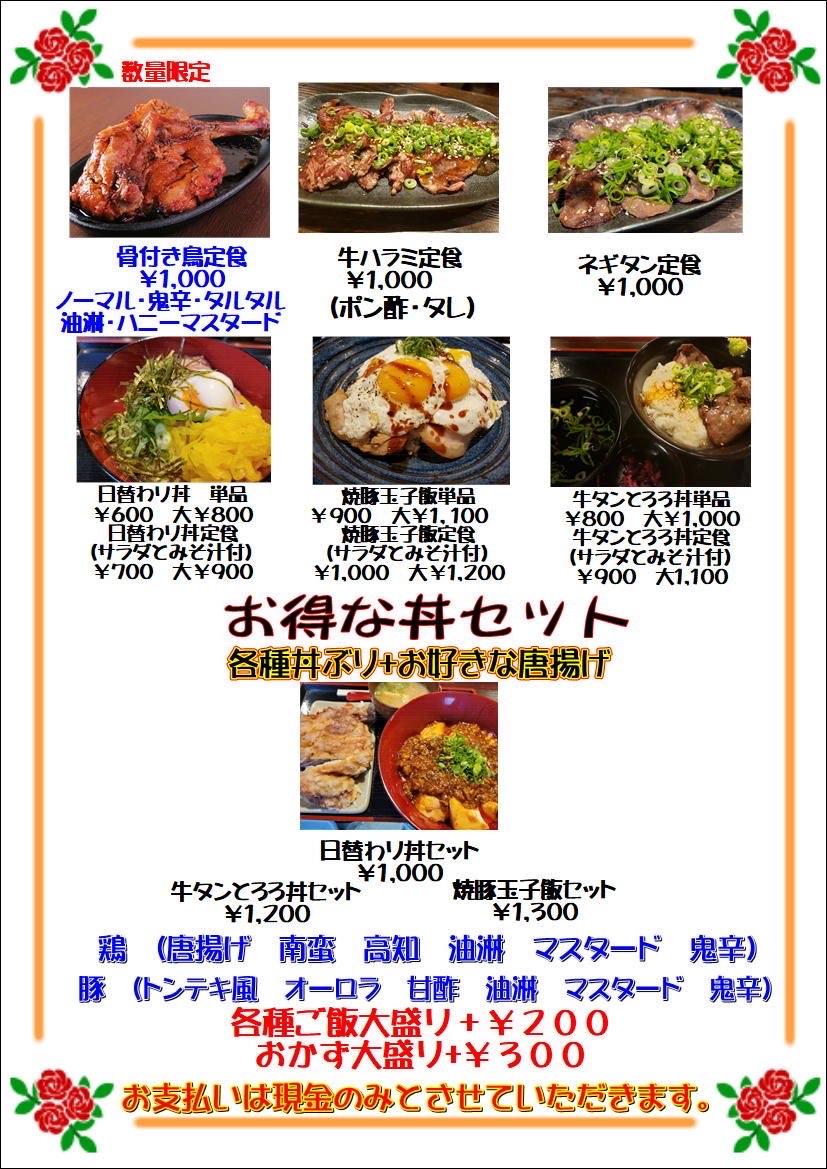 数量限定
骨付き鳥定食
￥1,000
ノーマル・鬼辛・タルタル
油淋・ハニーマスタード
牛ハラミ定食
￥1,000
(ポン酢・タレ)
ネギタン定食
￥1,000
日替わり丼　単品
￥600　大￥800
日替わり丼定食
(サラダとみそ汁付)
￥700　大￥900
焼豚玉子飯単品
￥900　大￥1,100
焼豚玉子飯定食
(サラダとみそ汁付)
￥1,000　大￥1,200
牛タンとろろ丼単品
￥800　大￥1,000
牛タンとろろ丼定食
(サラダとみそ汁付)
￥900　大1,100
お得な丼セット
各種丼ぶり+お好きな唐揚げ
日替わり丼セット
￥1,000
牛タンとろろ丼セット
￥1,200
焼豚玉子飯セット
￥1,300
鶏　(唐揚げ　南蛮　高知　油淋　マスタード　鬼辛)
豚　(トンテキ風　オーロラ　甘酢　油淋　マスタード　鬼辛)
各種ご飯大盛り＋￥２００
おかず大盛り+￥３００
お支払いは現金のみとさせていただきます。